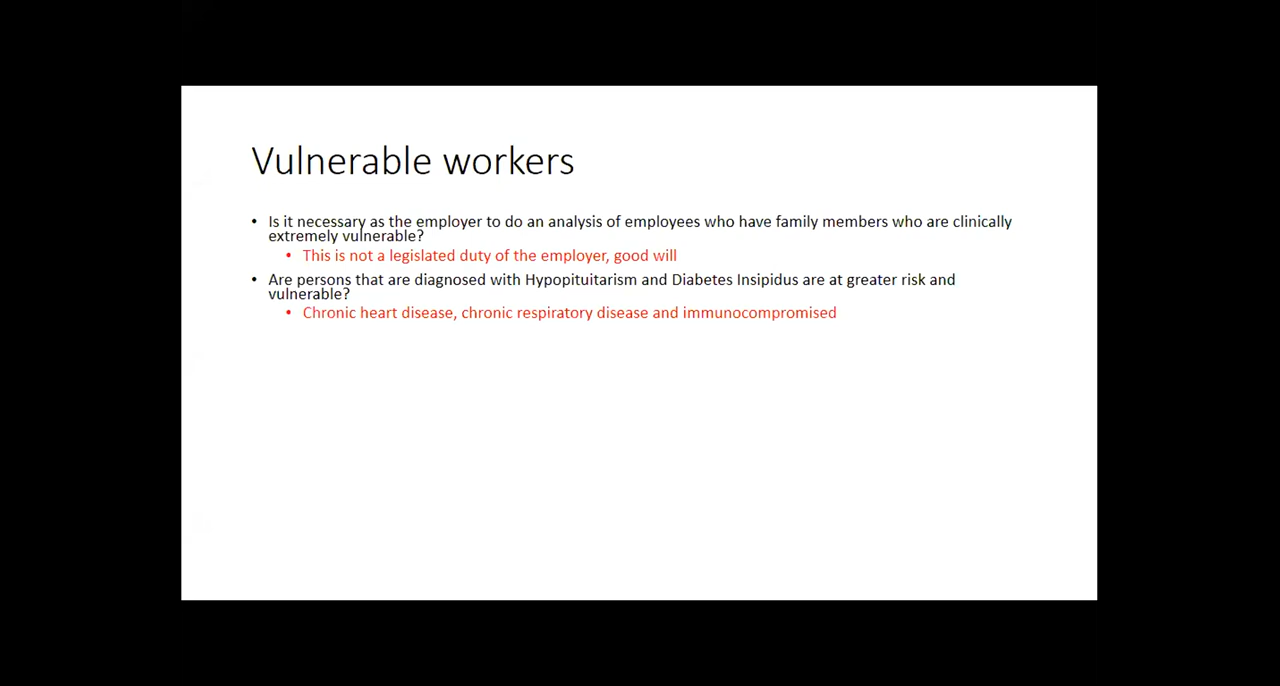 Vulnerable workers
• Is it necessary as the employer to do an analysis of employees who have family members who are clinically
extremely vulnerable?
• This is not a legislated duty of the employer, good will
• Are persons that are diagnosed with Hypopituitarism and Diabetes Insipidus are at greater risk and
vulnerable?
• Chronic heart disease, chronic respiratory disease and immunocompromised